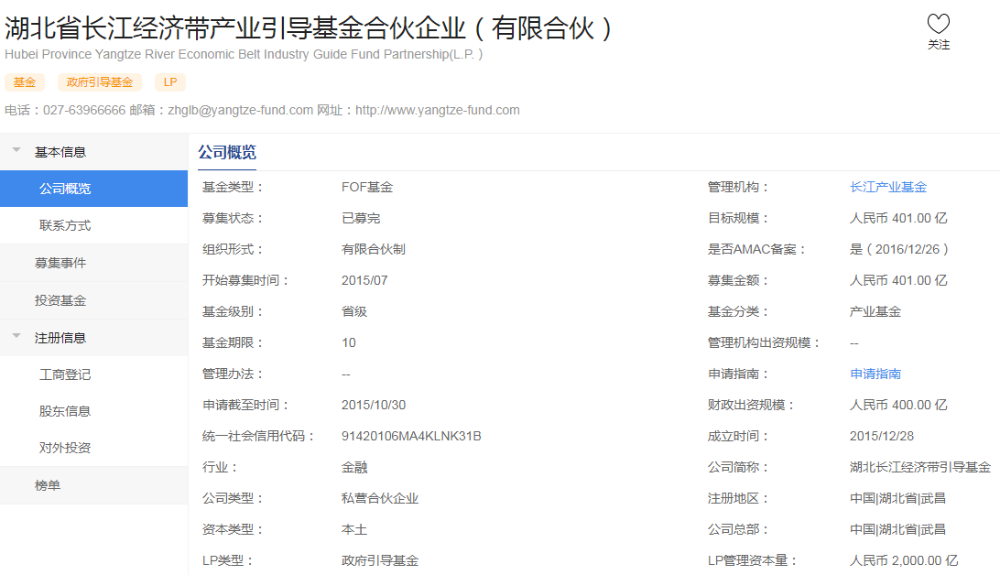 湖北省长江经济带产业引导基金合伙企业（有限合伙）
关注
Hubei Province Yangtze River Economic Belt Industry Guide Fund Partnership(L.P. )
基金 政府引导基金 LP
电话：027-63966666 邮箱：zhglb@yangtze-fund.com 网址：http://www.yangtze-fund.com
基本信息
公司概览
联系方式
募集事件
投资基金
注册信息
工商登记
股东信息
对外投资
榜单
公司概览
基金类型： FOF基金 管理机构： 长江产业基金
募集状态： 已募完 目标规模： 人民币 401.00 亿
组织形式： 有限合伙制 是否AMAC备案： 是（2016/12/26）
开始募集时间： 2015/07 募集金额： 人民币 401.00 亿
基金级别： 省级 基金分类： 产业基金
基金期限： 10 管理机构出资规模： --
管理办法： -- 申请指南： 申请指南
申请截至时间： 2015/10/30 财政出资规模： 人民币 400.00 亿
统一社会信用代码： 91420106MA4KLNK31B 成立时间： 2015/12/28
行业： 金融 公司简称： 湖北长江经济带引导基金
公司类型： 私营合伙企业 注册地区： 中国|湖北省|武昌
资本类型： 本土 公司总部： 中国|湖北省|武昌
LP类型： 政府引导基金 LP管理资本量： 人民币 2,000.00 亿